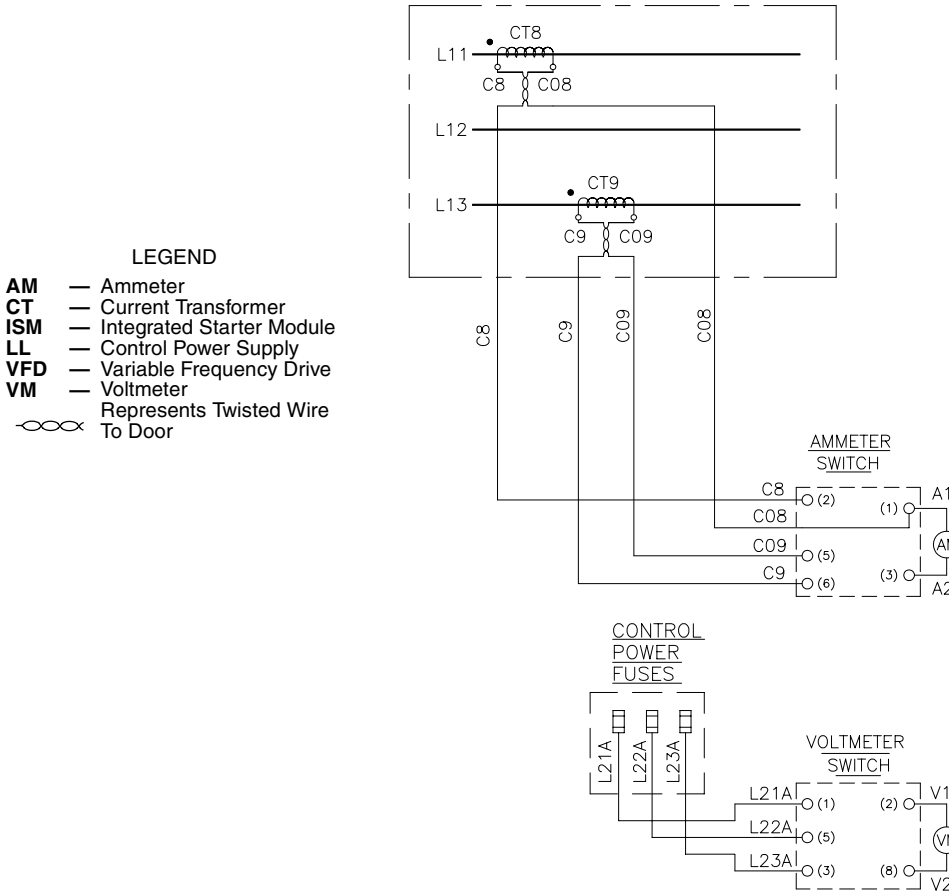 CT8
L11
C8 C08
L12
CT9
L13
C9 C09
LEGEND
AM — Ammeter
CT — Current Transformer
ISM — Integrated Starter Module
LL — Control Power Supply
VFD — Variable Frequency Drive
VM — Voltmeter
Represents Twisted Wire
To Door
C8
C9
C09
C08
AMMETER
SWITCH
C8 (2) (1) A1
C08
C09 (5)
C9 (6) (3) A2
CONTROL
POWER
FUSES
L21A
L22A
L23A
VOLTMETER
SWITCH
L21A (1) (2) V1
L22A (5)
L23A (3) (8) V2